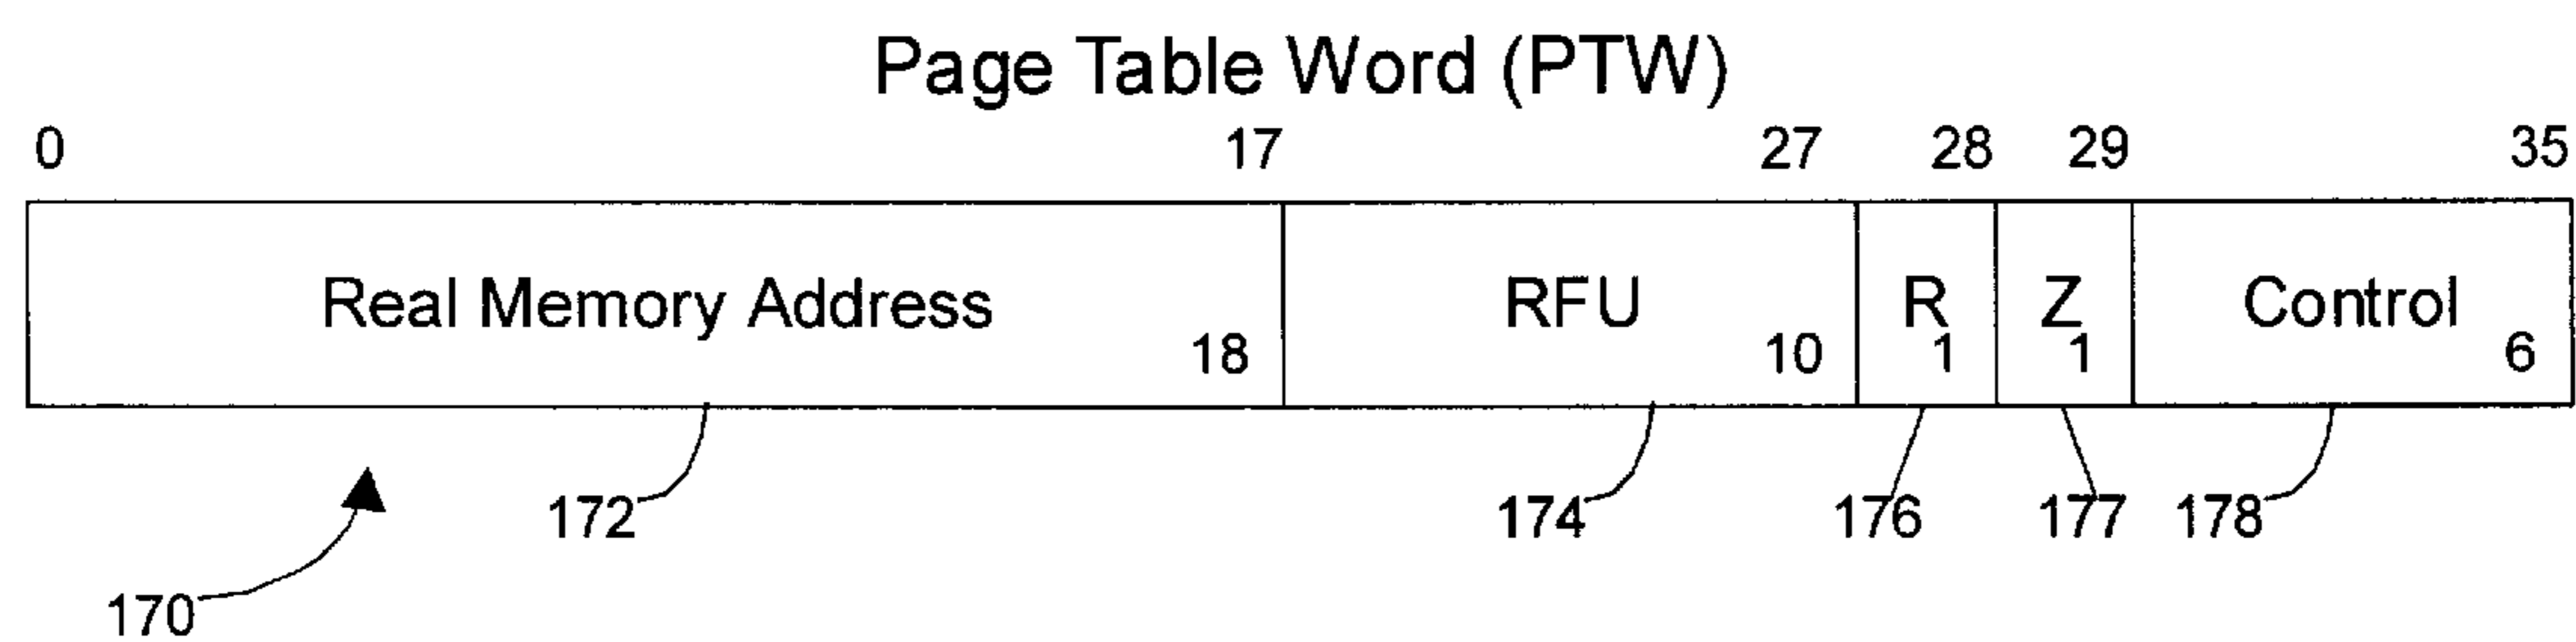 Page Table Word (PTW)
0 17 27 28 29 35
Real Memory Address RFU R Z Control
18 10 1 1 6
172 174 176 177 178
170